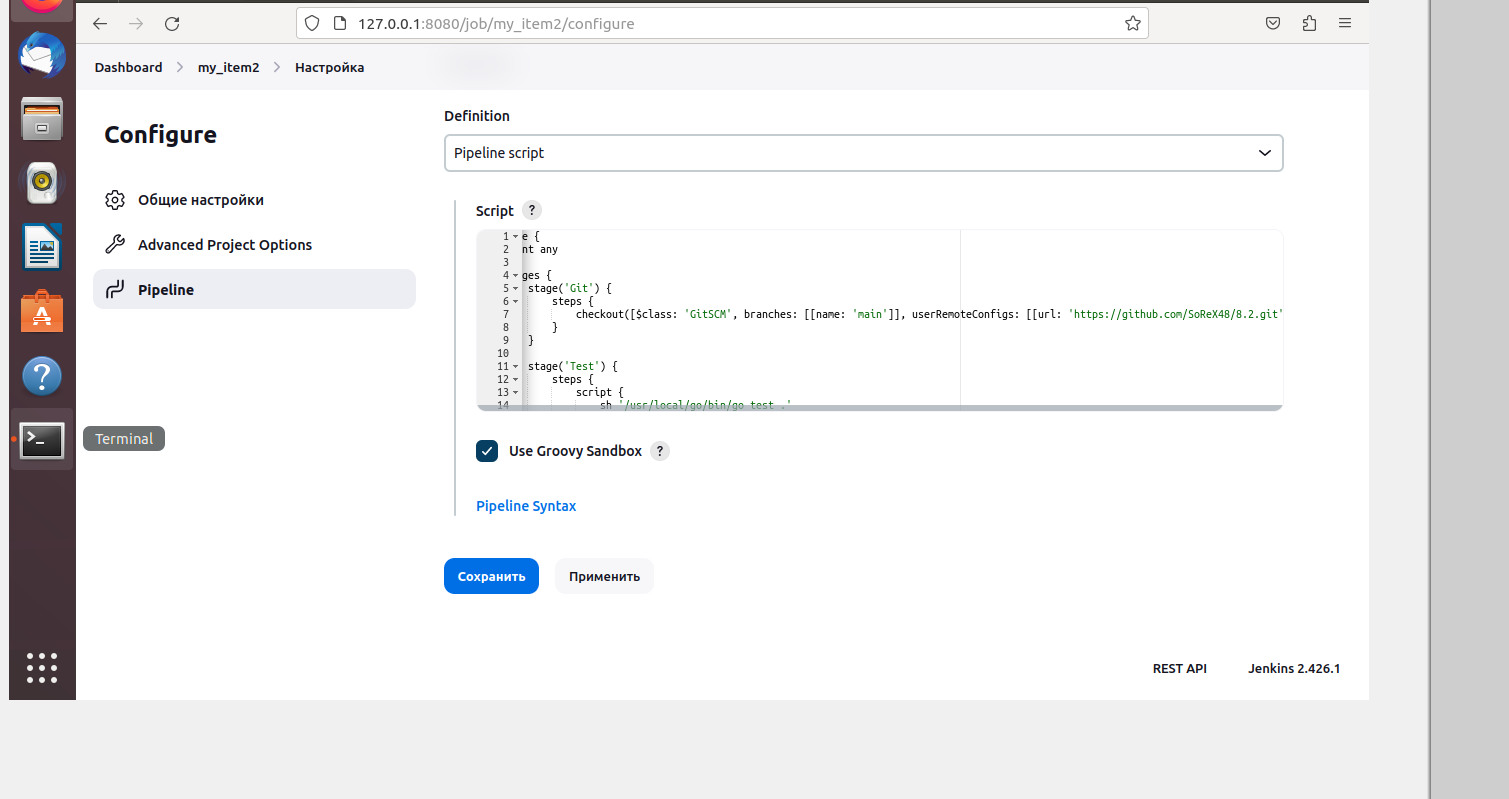 127.0.0.1:8080/job/my_item2/configure
Dashboard > my_item2 > Настройка
Configure
Общие настройки
Advanced Project Options
Pipeline
Terminal
Definition
Pipeline script
Script ?
1 e {
2 nt any
3
4 ges {
5 stage('Git') {
6 steps {
7 checkout([$class: 'GitSCM', branches: [[name: 'main']], userRemoteConfigs: [[url: 'https://github.com/SoReX48/8.2.git'
8 }
9 }
10
11 stage('Test') {
12 steps {
13 script {
14 sh '/usr/local/go/bin/go test .'
Use Groovy Sandbox ?
Pipeline Syntax
Сохранить Применить
REST API Jenkins 2.426.1